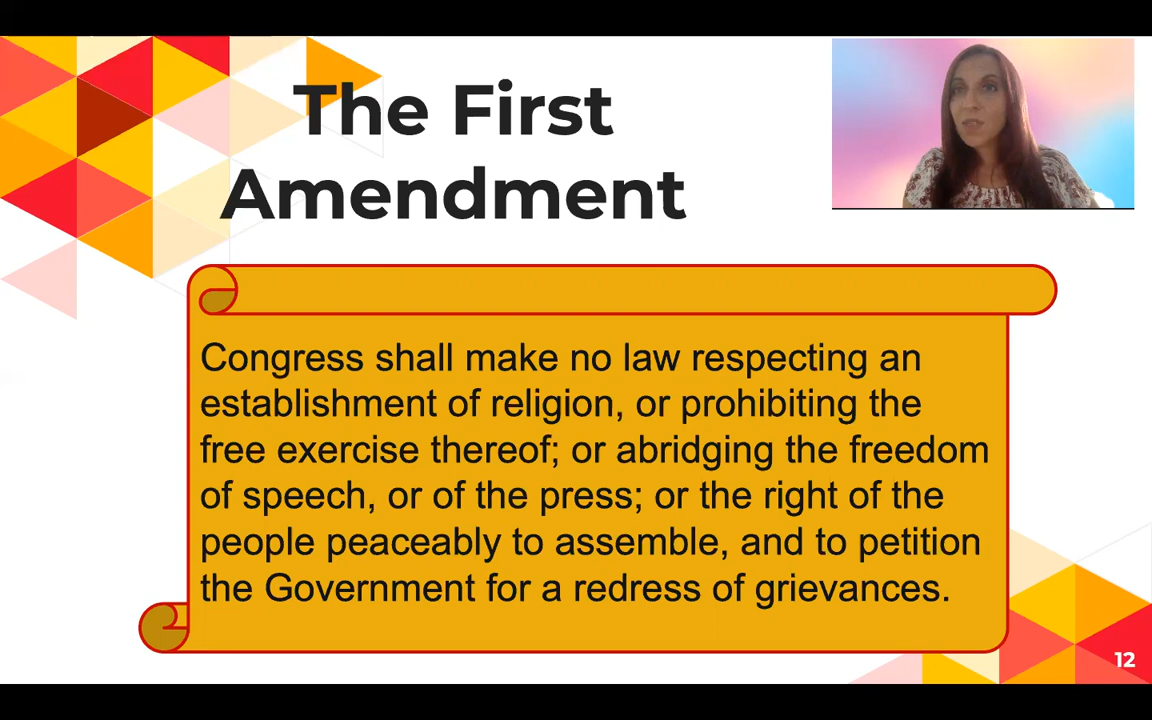 The First
Amendment
Congress shall make no law respecting an
establishment of religion, or prohibiting the
free exercise thereof; or abridging the freedom
of speech, or of the press; or the right of the
people peaceably to assemble, and to petition
the Government for a redress of grievances.
12